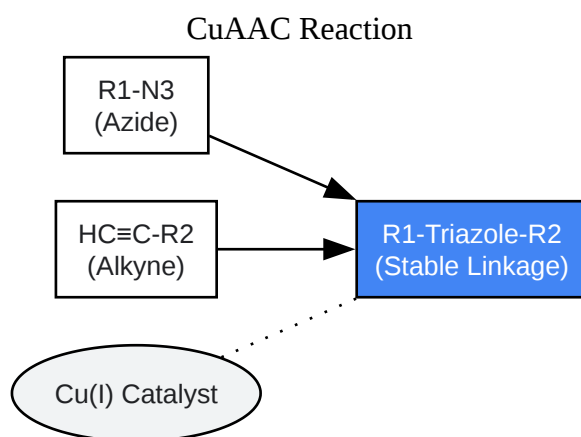 CuAAC Reaction
R1-N3
(Azide)
HC≡C-R2
(Alkyne)
R1-Triazole-R2
(Stable Linkage)
Cu(I) Catalyst